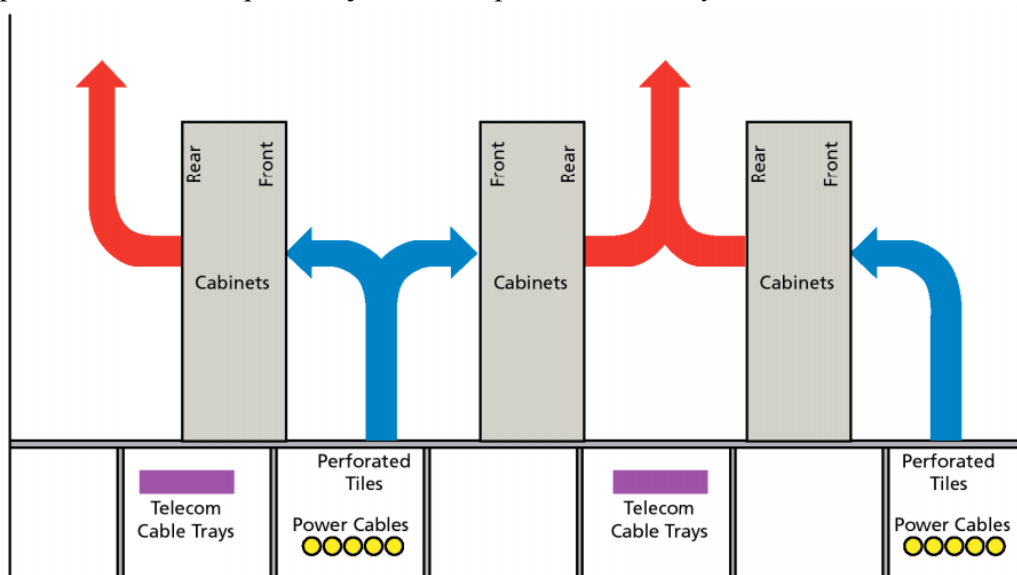 Rear
Front
Front
Rear
Rear
Front
Cabinets
Cabinets
Cabinets
Telecom
Cable Trays
Perforated
Tiles
Power Cables
Telecom
Cable Trays
Perforated
Tiles
Power Cables